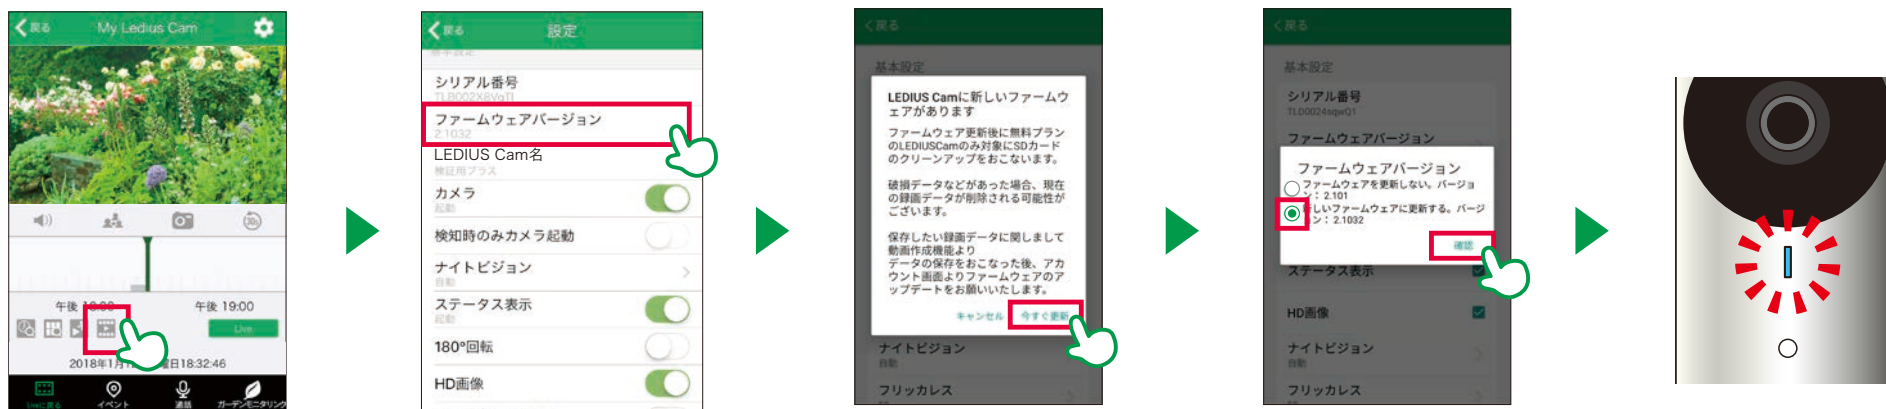 戻る
My Ledius Cam
午後 18:00
午後 19:00
Live
2018年1月
曜日18:32:46
Liveに戻る
イベント
通話
ガーデンモニタリング
戻る
設定
基本設定
シリアル番号
TLB002X8VqTI
ファームウェアバージョン
2.1032
LEDIUS Cam名
検証用プラス
カメラ
起動
検知時のみカメラ起動
ナイトビジョン
自動
ステータス表示
起動
180°回転
HD画像
戻る
基本設定
LEDIUS Camに新しいファームウ
ェアがあります
ファームウェア更新後に無料プラン
のLEDIUSCamのみ対象にSDカード
のクリーンアップをおこないます。
破損データなどがあった場合、現在
の録画データが削除される可能性が
ございます。
保存したい録画データに関しまして
動画作成機能より
データの保存をおこなった後、アカ
ウント画面よりファームウェアのア
ップデートをお願いいたします。
キャンセル
今すぐ更新
ナイトビジョン
自動
フリッカレス
戻る
基本設定
シリアル番号
TLD0024sqwQ1
ファームウェアバージョン
ファームウェアバージョン
ファームウェアを更新しない。バージョ
ン：2.101
新しいファームウェアに更新する。バージ
ョン：2.1032
確認
ステータス表示
HD画像
ナイトビジョン
自動
フリッカレス